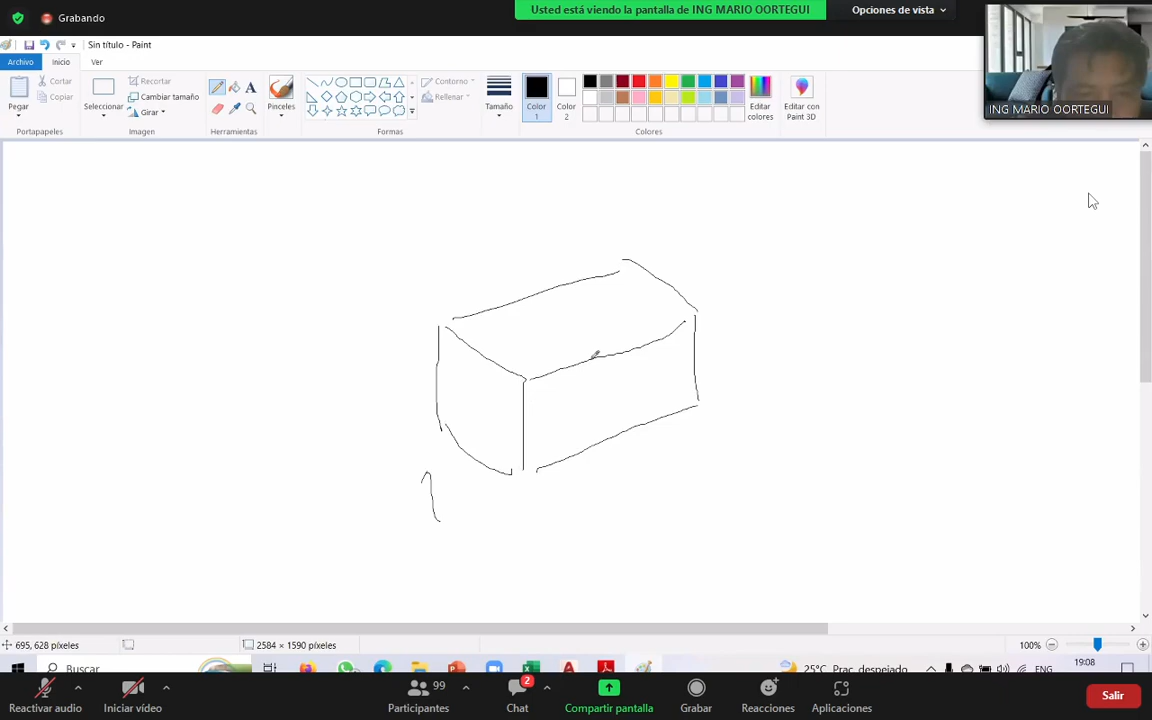 Grabando
Usted está viendo la pantalla de ING MARIO OORTEGUI
Opciones de vista
Sin título - Paint
Archivo
Inicio
Ver
Pegar
Cortar
Copiar
Portapapeles
Seleccionar
Recortar
Cambiar tamaño
Girar
Imagen
A
Herramientas
Pinceles
Contorno
Rellenar
Formas
Tamaño
Color 1
Color 2
Editar colores
Colores
Editar con Paint 3D
ING MARIO OORTEGUI
1
695, 628 píxeles
2584 × 1590 píxeles
100%
Buscar
25°C Prac. despejado
ENG
19:08
Reactivar audio
Iniciar vídeo
99
Participantes
2
Chat
Compartir pantalla
Grabar
Reacciones
Aplicaciones
Salir